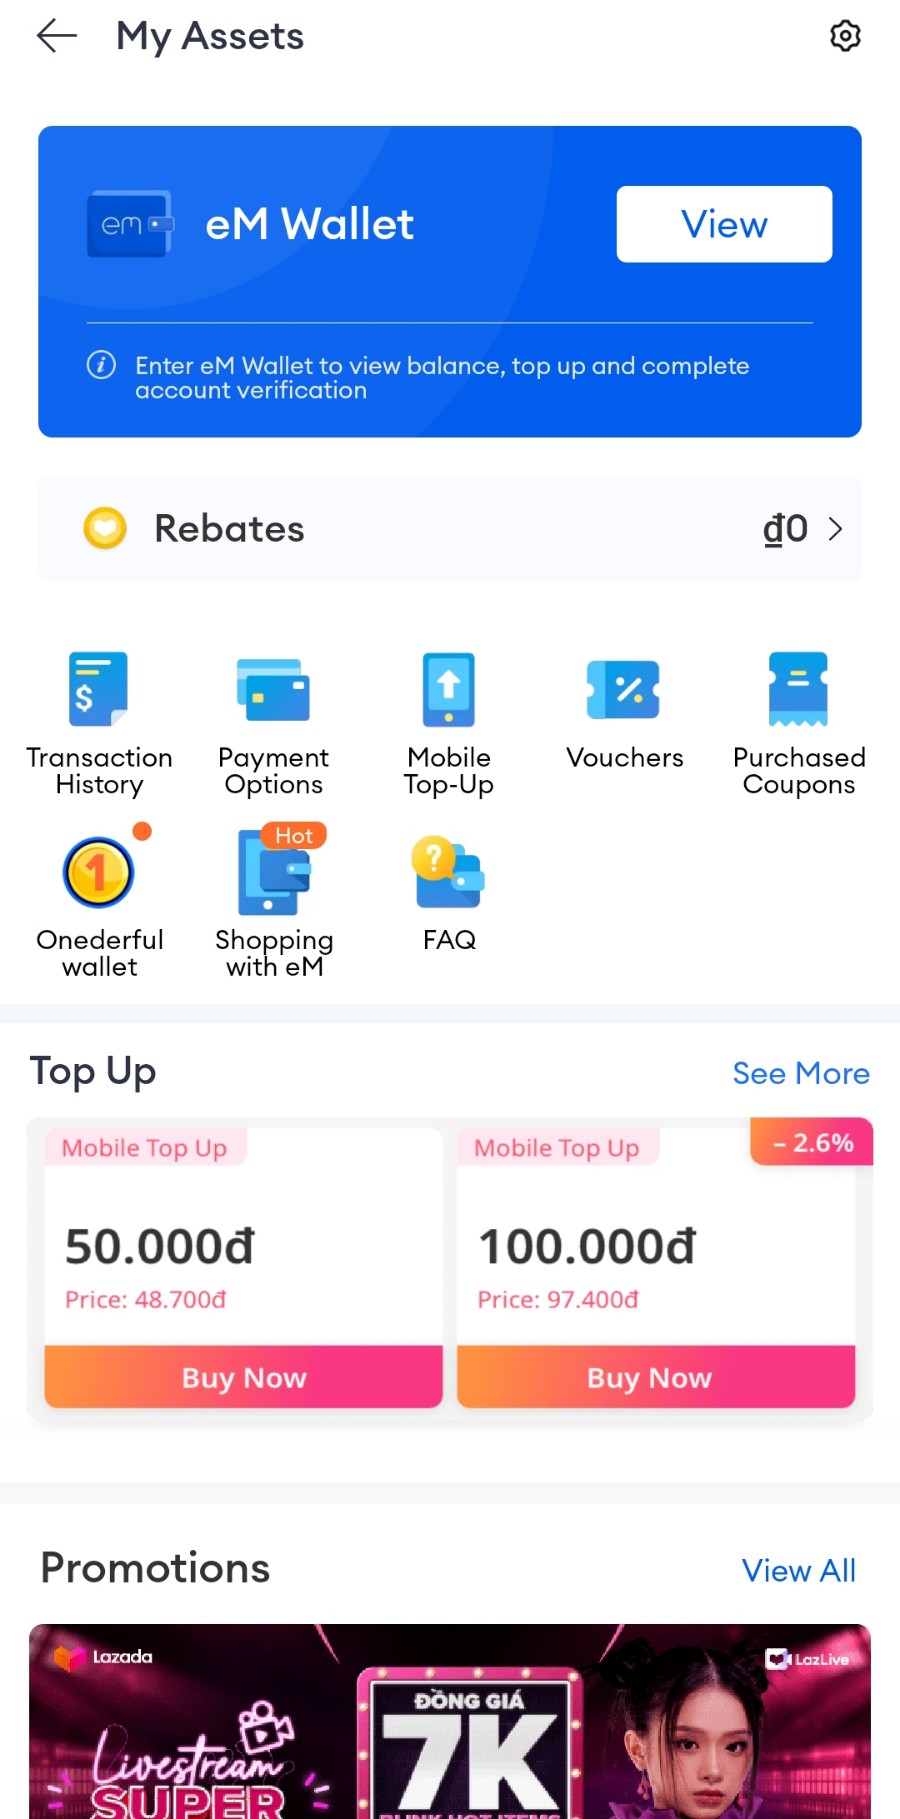 My Assets
em
eM Wallet
View
Enter eM Wallet to view balance, top up and complete
account verification
Rebates
₫0
Transaction
History
Payment
Options
Mobile
Top-Up
Vouchers
Purchased
Coupons
Onederful
wallet
Hot
Shopping
with eM
FAQ
Top Up
See More
Mobile Top Up
50.000đ
Price: 48.700đ
Buy Now
Mobile Top Up
– 2.6%
100.000đ
Price: 97.400đ
Buy Now
Promotions
View All
Lazada
LazLive
Livestream
SUPER
ĐỒNG GIÁ
7K
BLINK HOT ITEMS